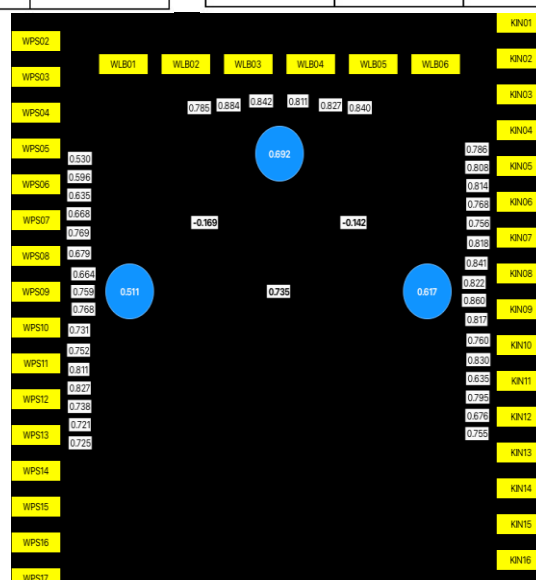 KIN01
WPS02
KIN02
WLB01 WLB02 WLB03 WLB04 WLB05 WLB06
WPS03
KIN03
0.785 0.884 0.842 0.811 0.827 0.840
WPS04
KIN04
WPS05
0.692
0.786
0.530
KIN05
0.808
0.596
WPS06
0.814
0.635
KIN06
0.768
0.668
WPS07
-0.169
-0.142
0.756
0.769
KIN07
0.818
0.679
WPS08
0.841
0.664
KIN08
0.822
0.759
WPS09
0.511
0.735
0.617
0.860
0.768
KIN09
0.817
0.731
WPS10
0.760
KIN10
0.752
0.830
0.811
WPS11
0.635
KIN11
0.827
0.795
WPS12
0.738
0.676
KIN12
0.721
0.755
WPS13
0.725
KIN13
WPS14
KIN14
WPS15
KIN15
WPS16
KIN16
WPS17